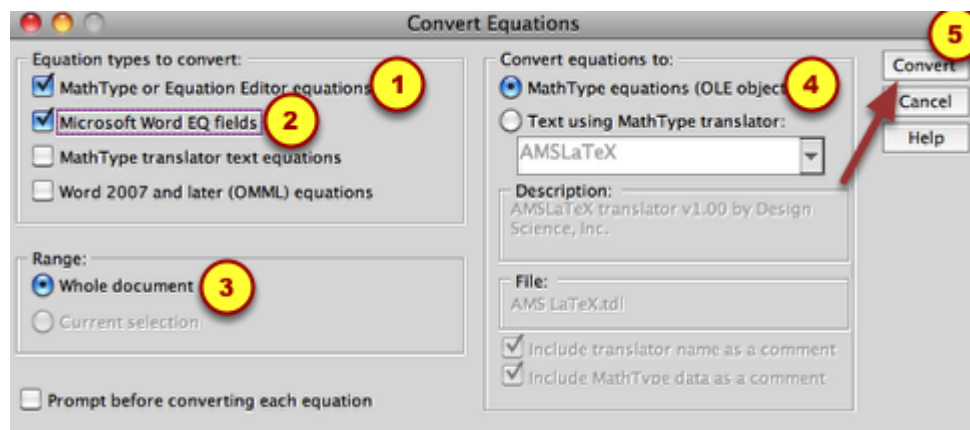 Convert Equations
Equation types to convert:
MathType or Equation Editor equations
1
Microsoft Word EQ fields
2
MathType translator text equations
Word 2007 and later (OMML) equations
Range:
Whole document
3
Current selection
Prompt before converting each equation
Convert equations to:
MathType equations (OLE object
4
Text using MathType translator:
AMSLaTeX
Description:
AMSLaTeX translator v1.00 by Design
Science, Inc.
File:
AMS LaTeX.tdl
Include translator name as a comment
Include MathType data as a comment
5
Convert
Cancel
Help